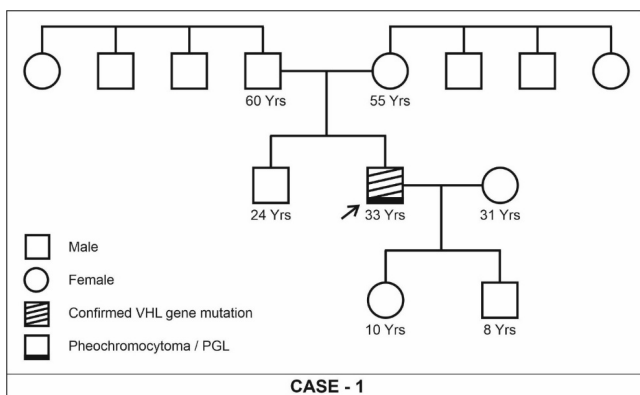 60 Yrs 55 Yrs
24 Yrs 33 Yrs 31 Yrs
Male
Female
Confirmed VHL gene mutation
Pheochromocytoma / PGL
10 Yrs 8 Yrs
CASE - 1